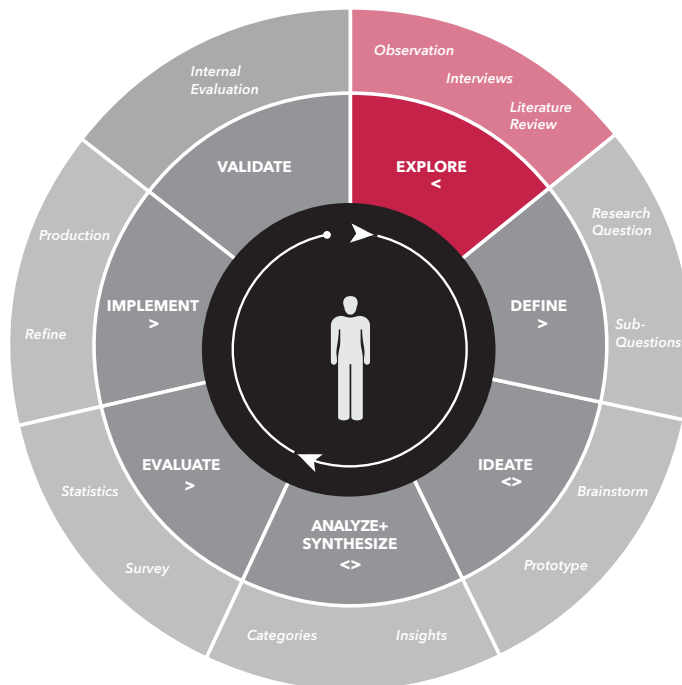 Observation
Interviews
Literature
Review
EXPLORE
<
Research
Question
Sub-
Questions
DEFINE
>
Brainstorm
Prototype
IDEATE
<>
ANALYZE+
SYNTHESIZE
<>
Insights
Categories
EVALUATE
>
Survey
Statistics
IMPLEMENT
>
Refine
Production
VALIDATE
Internal
Evaluation